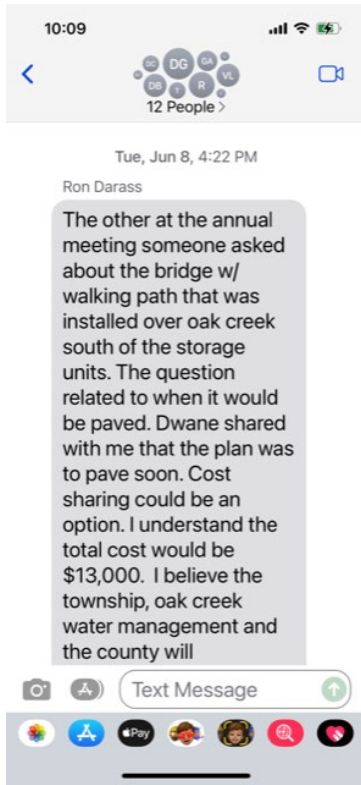 10:09
DC DG GA
DB T R VL
12 People >
Tue, Jun 8, 4:22 PM
Ron Darass
The other at the annual
meeting someone asked
about the bridge w/
walking path that was
installed over oak creek
south of the storage
units. The question
related to when it would
be paved. Dwane shared
with me that the plan was
to pave soon. Cost
sharing could be an
option. I understand the
total cost would be
$13,000.  I believe the
township, oak creek
water management and
the county will
Text Message
Pay